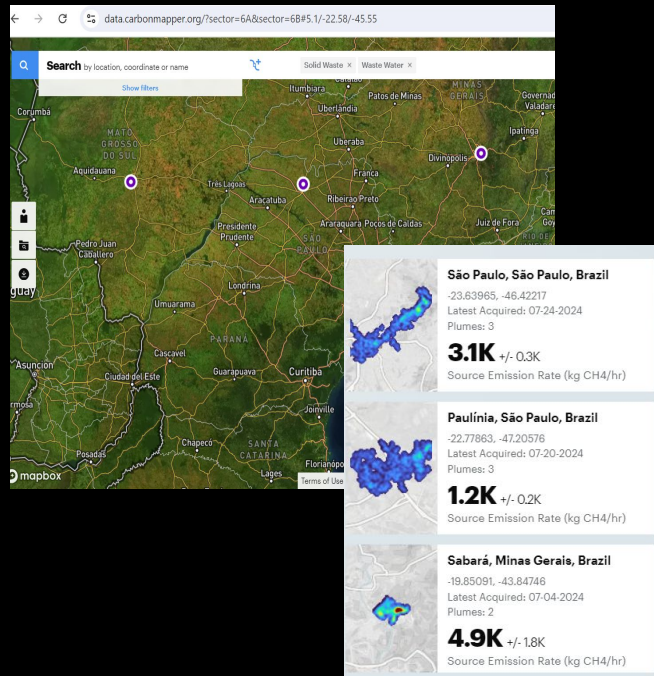 data.carbonmapper.org/?sector=6A&sector=6B#5.1/-22.58/-45.55
Search by location, coordinate or name
Solid Waste ×
Waste Water ×
Show filters
Catalão
MINAS
GERAIS
Itumbiara
Patos de Minas
Governad
Valadare
Corumbá
Uberlândia
Ipatinga
MATO
GROSSO
DO SUL
Uberaba
Divinópolis
Aquidauana
Franca
Três Lagoas
Araçatuba
Ribeirão Preto
Araraquara
Poços de Caldas
Juiz de Fora
Presidente
Prudente
SÃO
PAULO
RIO DE
Pedro Juan
Caballero
Londrina
guay
Umuarama
PARANÁ
Cascavel
Asunción
Guarapuava
Curitiba
Ciudad del Este
rmosa
Joinville
Chapecó
SANTA
CATARINA
Posadas
Florianópo
Lages
mapbox
Terms of Use
São Paulo, São Paulo, Brazil
-23.63965, -46.42217
Latest Acquired: 07-24-2024
Plumes: 3
3.1K +/- 0.3K
Source Emission Rate (kg CH4/hr)
Paulínia, São Paulo, Brazil
-22.77863, -47.20576
Latest Acquired: 07-20-2024
Plumes: 3
1.2K +/- 0.2K
Source Emission Rate (kg CH4/hr)
Sabará, Minas Gerais, Brazil
-19.85091, -43.84746
Latest Acquired: 07-04-2024
Plumes: 2
4.9K +/- 1.8K
Source Emission Rate (kg CH4/hr)